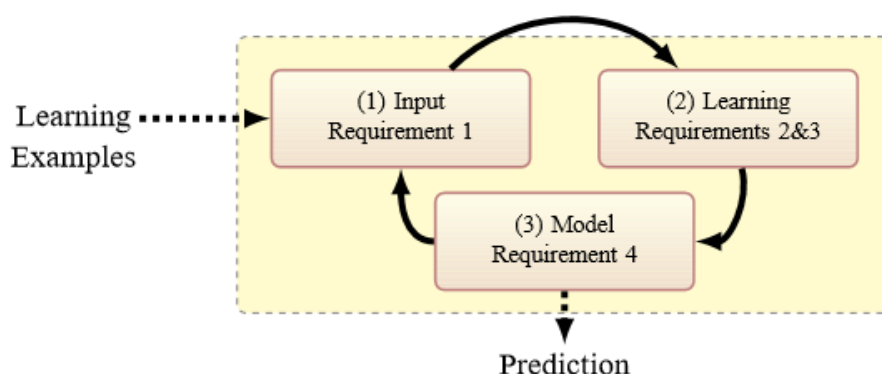 (1) Input
Requirement 1
(2) Learning
Requirements 2&3
Learning
Examples
(3) Model
Requirement 4
Prediction